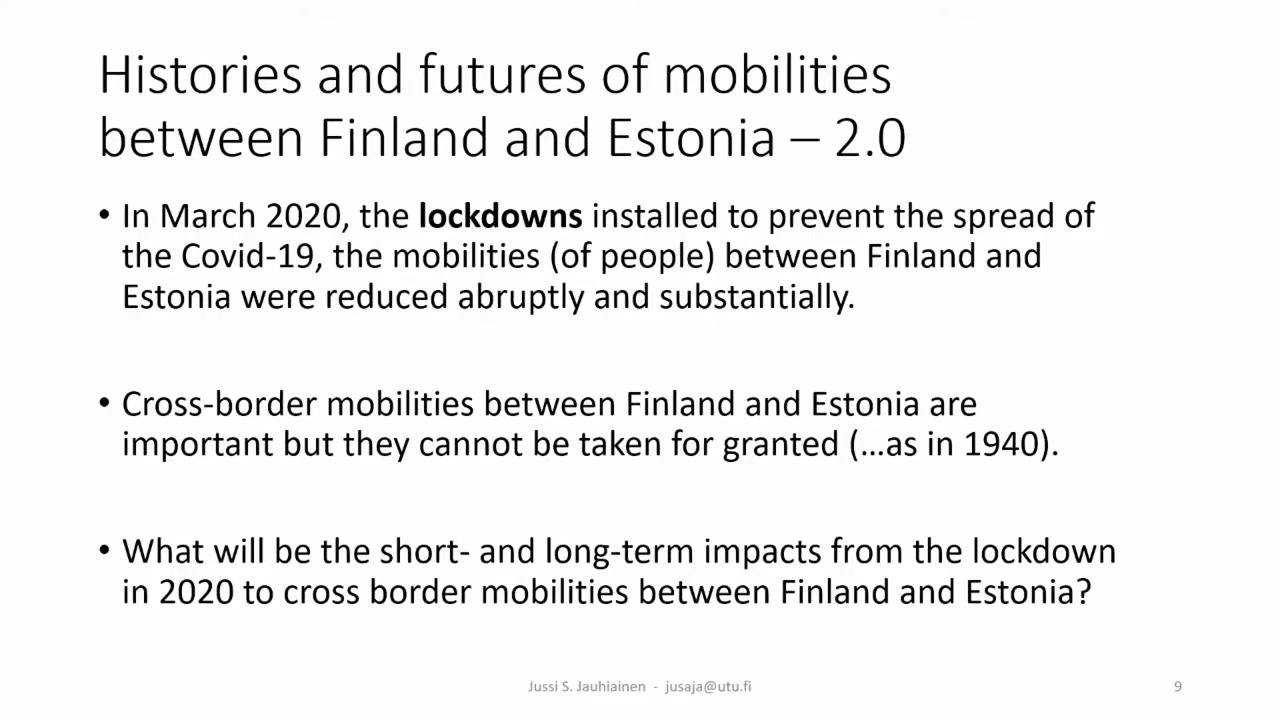 Histories and futures of mobilities
between Finland and Estonia – 2.0
• In March 2020, the lockdowns installed to prevent the spread of
the Covid-19, the mobilities (of people) between Finland and
Estonia were reduced abruptly and substantially.
• Cross-border mobilities between Finland and Estonia are
important but they cannot be taken for granted (…as in 1940).
• What will be the short- and long-term impacts from the lockdown
in 2020 to cross border mobilities between Finland and Estonia?
Jussi S. Jauhiainen - jusaja@utu.fi
9